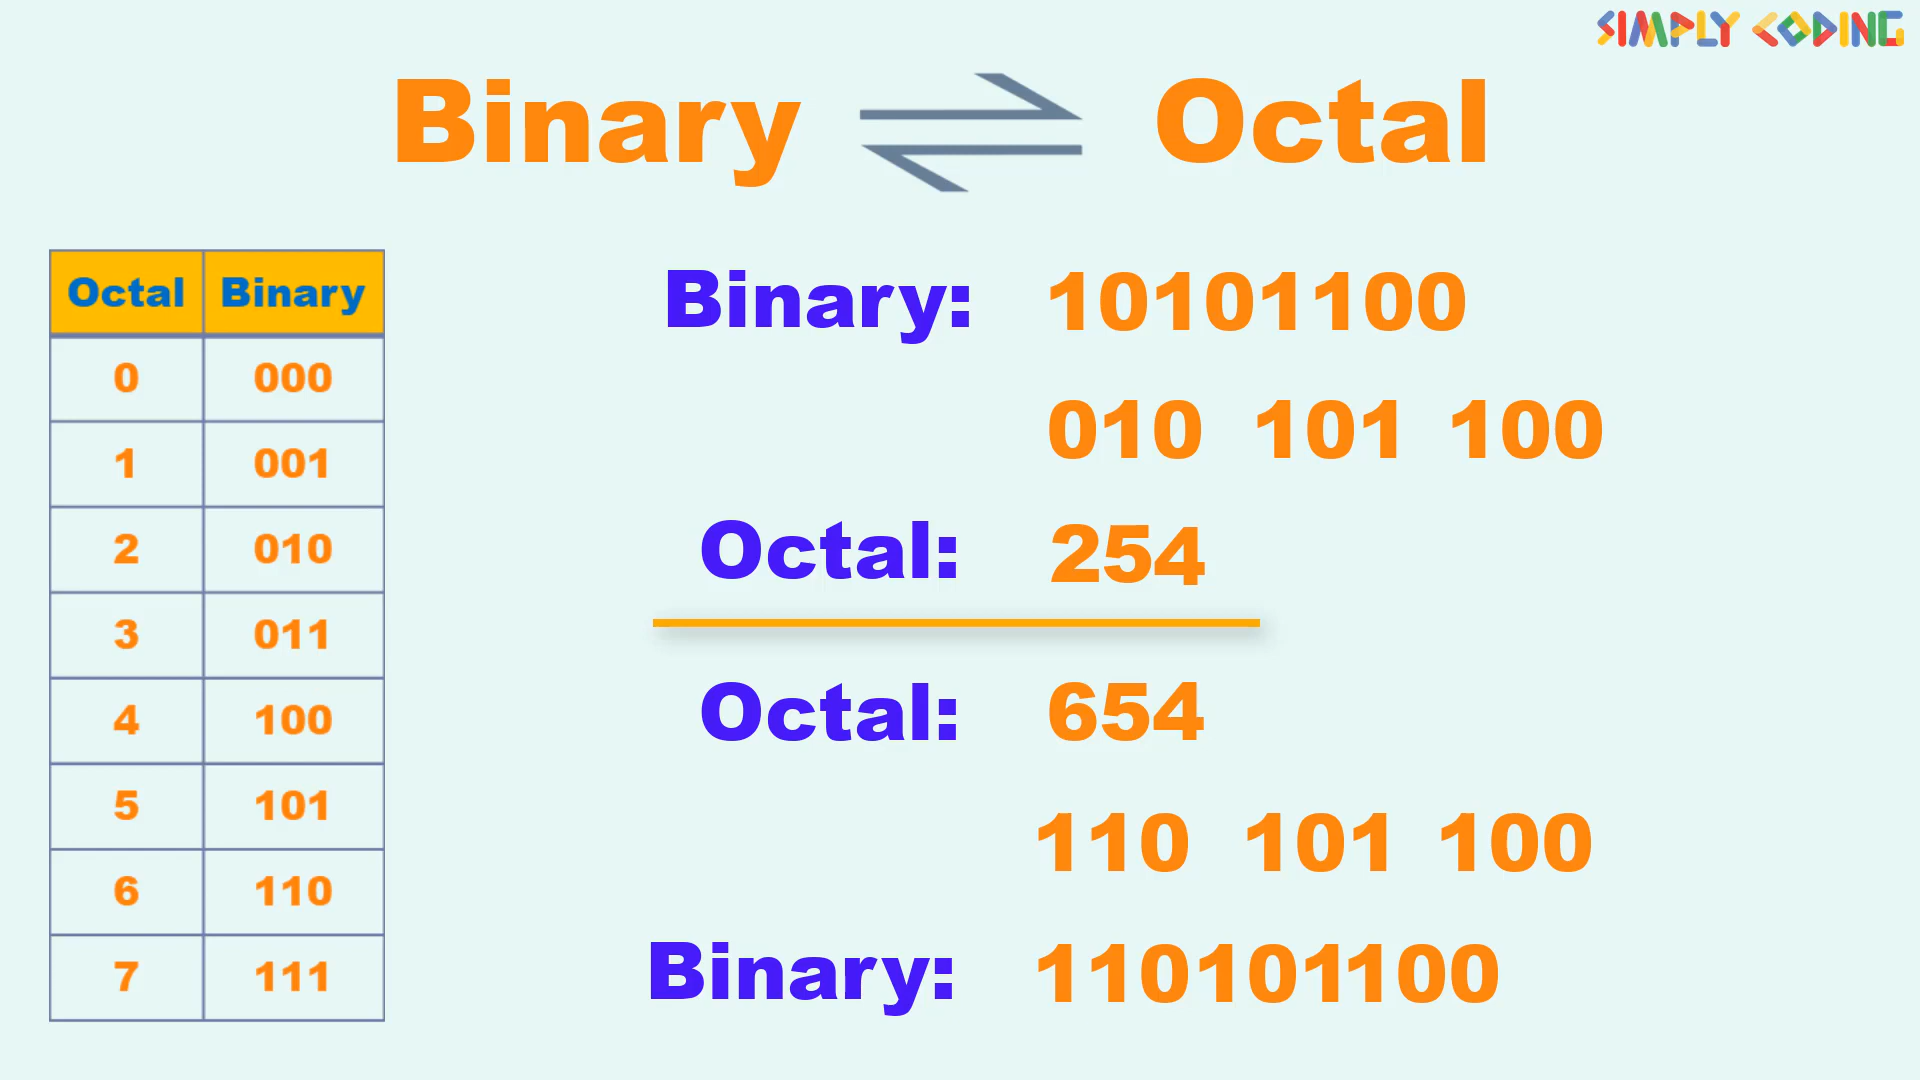 SIMPLY CODING
Binary Octal
Octal Binary
0 000
1 001
2 010
3 011
4 100
5 101
6 110
7 111
Binary: 10101100
010 101 100
Octal: 254
Octal: 654
110 101 100
Binary: 110101100